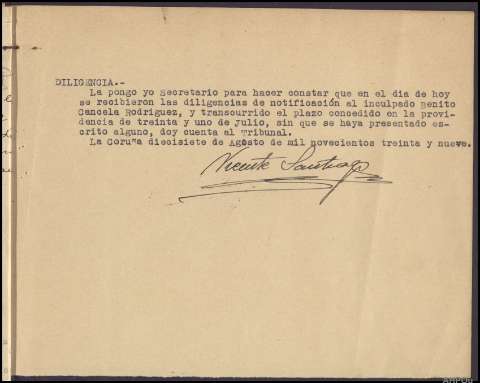 DILIGENCIA.-
La pongo yo Secretario para hacer constar que en el dia de hoy
se recibieron las diligencias de notificación al inculpado Benito
Cancela Rodriguez, y transcurrido el plazo concedido en la provi-
dencia de treinta y uno de Julio, sin que se haya presentado es-
crito alguno, doy cuenta al Tribunal.
La Coruña diecisiete de Agosto de mil novecientos treinta y nueve.
Vicente Santiago